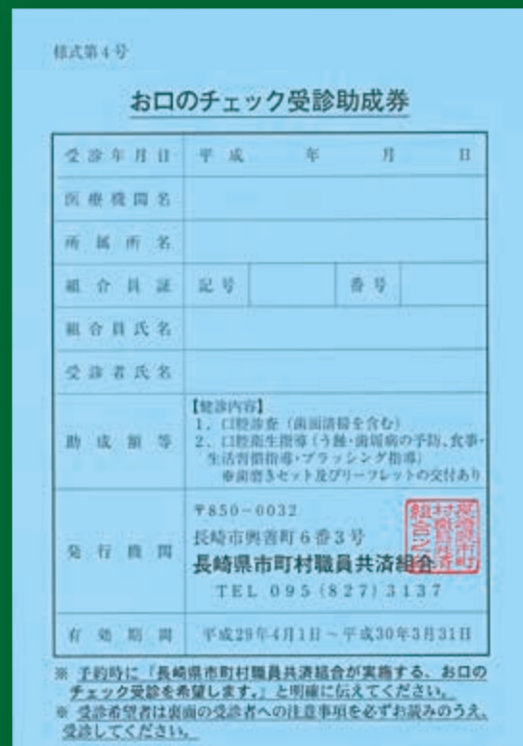 様式第4号
お口のチェック受診助成券
受診年月日 平成 年 月 日
医療機関名
所属所名
組合員証 記号 番号
組合員氏名
受診者氏名
助成額等
【健診内容】
1. 口腔診査(歯面清掃を含む)
2. 口腔衛生指導(う蝕・歯周病の予防、食事・
生活習慣指導・ブラッシング指導)
※歯磨きセット及びリーフレットの交付あり
発行機関
〒850-0032
長崎市興善町6番3号
長崎県市町村職員共済組合
TEL 095(827)3137
有効期間 平成29年4月1日~平成30年3月31日
※ 予約時に「長崎県市町村職員共済組合が実施する、お口の
チェック受診を希望します。」と明確に伝えてください。
※ 受診希望者は裏面の受診者への注意事項を必ずお読みのうえ、
受診してください。